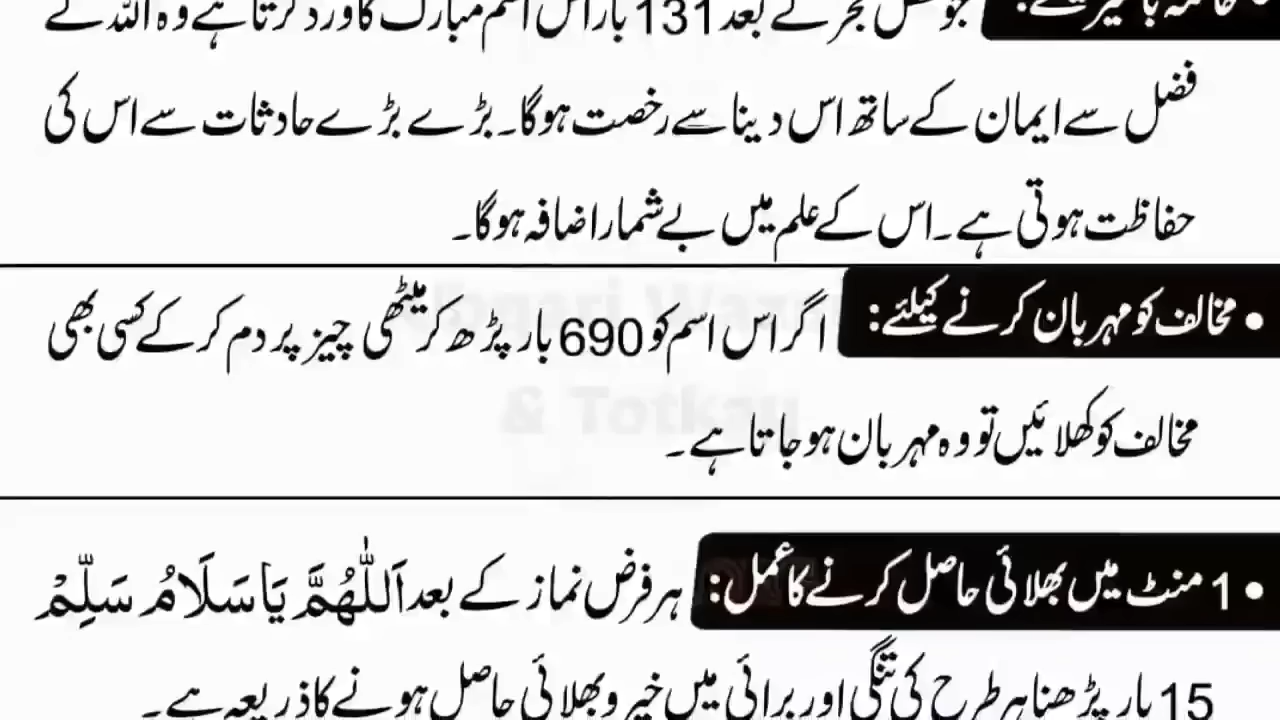 خاتمہ بالخیر کیلئے: جو شخص فجر کے بعد 131 بار اس اسم مبارک کا ورد کرتا ہے وہ اللہ کے
فضل سے ایمان کے ساتھ اس دینا سے رخصت ہوگا۔ بڑے بڑے حادثات سے اس کی
حفاظت ہوتی ہے۔ اس کے علم میں بے شمار اضافہ ہوگا۔
• مخالف کو مہربان کرنے کیلئے: اگر اس اسم کو 690 بار پڑھ کر میٹھی چیز پر دم کر کے کسی بھی
مخالف کو کھلائیں تو وہ مہربان ہو جاتا ہے۔
• 1 منٹ میں بھلائی حاصل کرنے کا عمل: ہر فرض نماز کے بعد اَللّٰهُمَّ يَا سَلَامُ سَلِّمْ
15 بار پڑھنا ہر طرح کی تنگی اور برائی میں خیر و بھلائی حاصل ہونے کا ذریعہ ہے۔
& Totkay